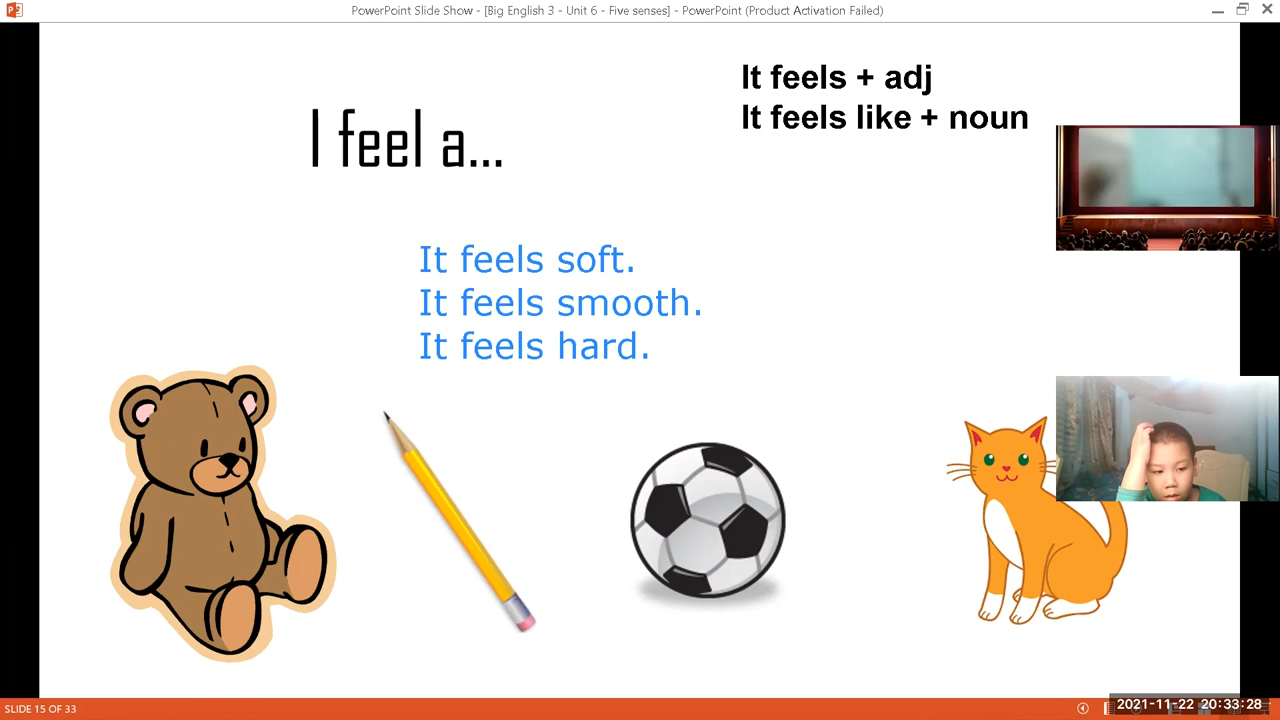 PowerPoint Slide Show - [Big English 3 - Unit 6 - Five senses] - PowerPoint (Product Activation Failed)
It feels + adj
It feels like + noun
I feel a...
It feels soft.
It feels smooth.
It feels hard.
SLIDE 15 OF 33
2021-11-22 20:33:28